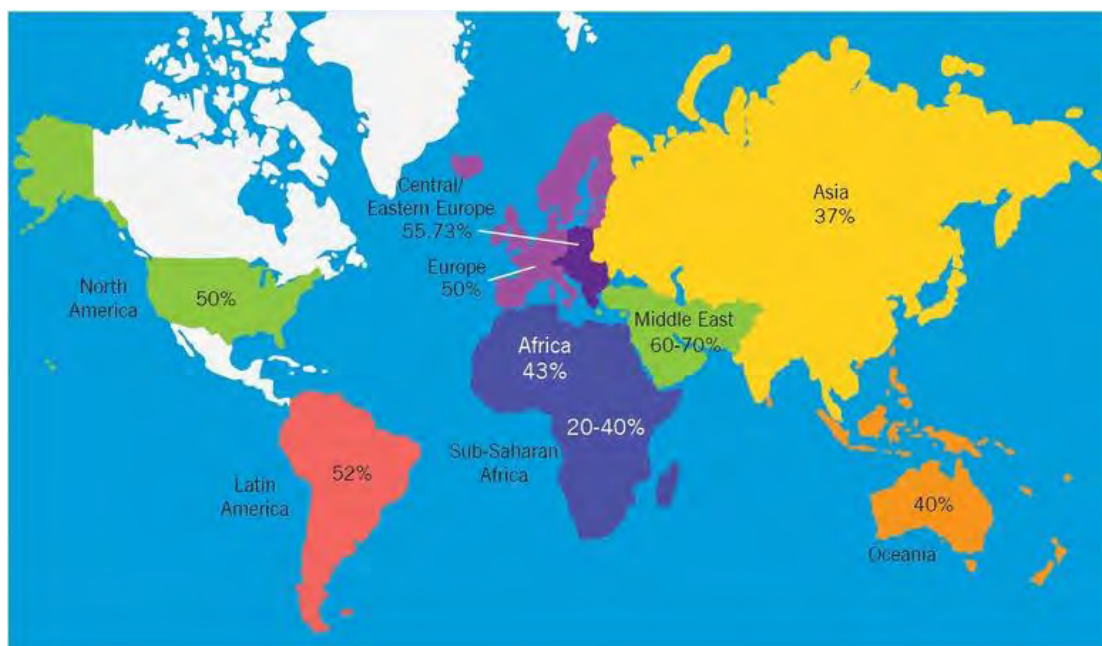 Central/
Eastern Europe
55.73%
Asia
37%
Europe
50%
North
America
50%
Middle East
60-70%
Africa
43%
20-40%
Sub-Saharan
Africa
52%
Latin
America
40%
Oceania